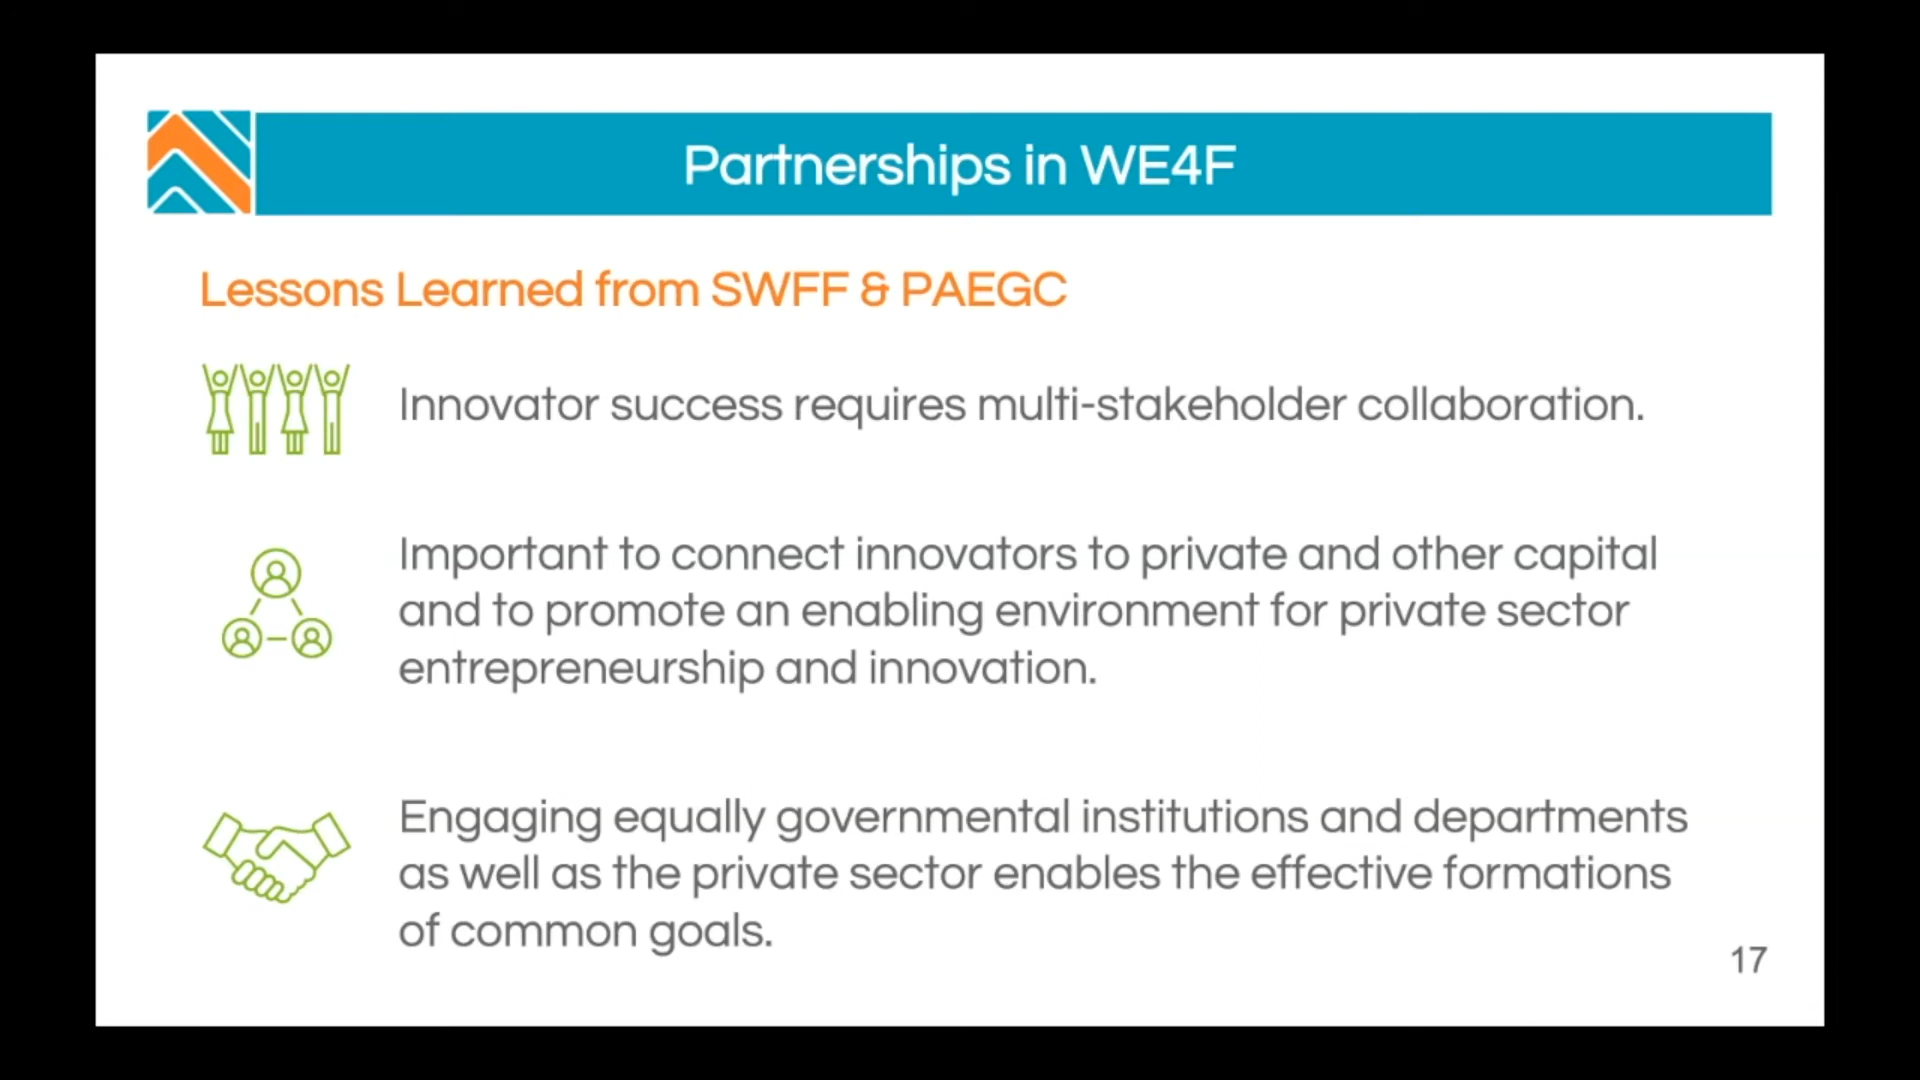 Partnerships in WE4F
Lessons Learned from SWFF & PAEGC
Innovator success requires multi-stakeholder collaboration.
Important to connect innovators to private and other capital
and to promote an enabling environment for private sector
entrepreneurship and innovation.
Engaging equally governmental institutions and departments
as well as the private sector enables the effective formations
of common goals.
17